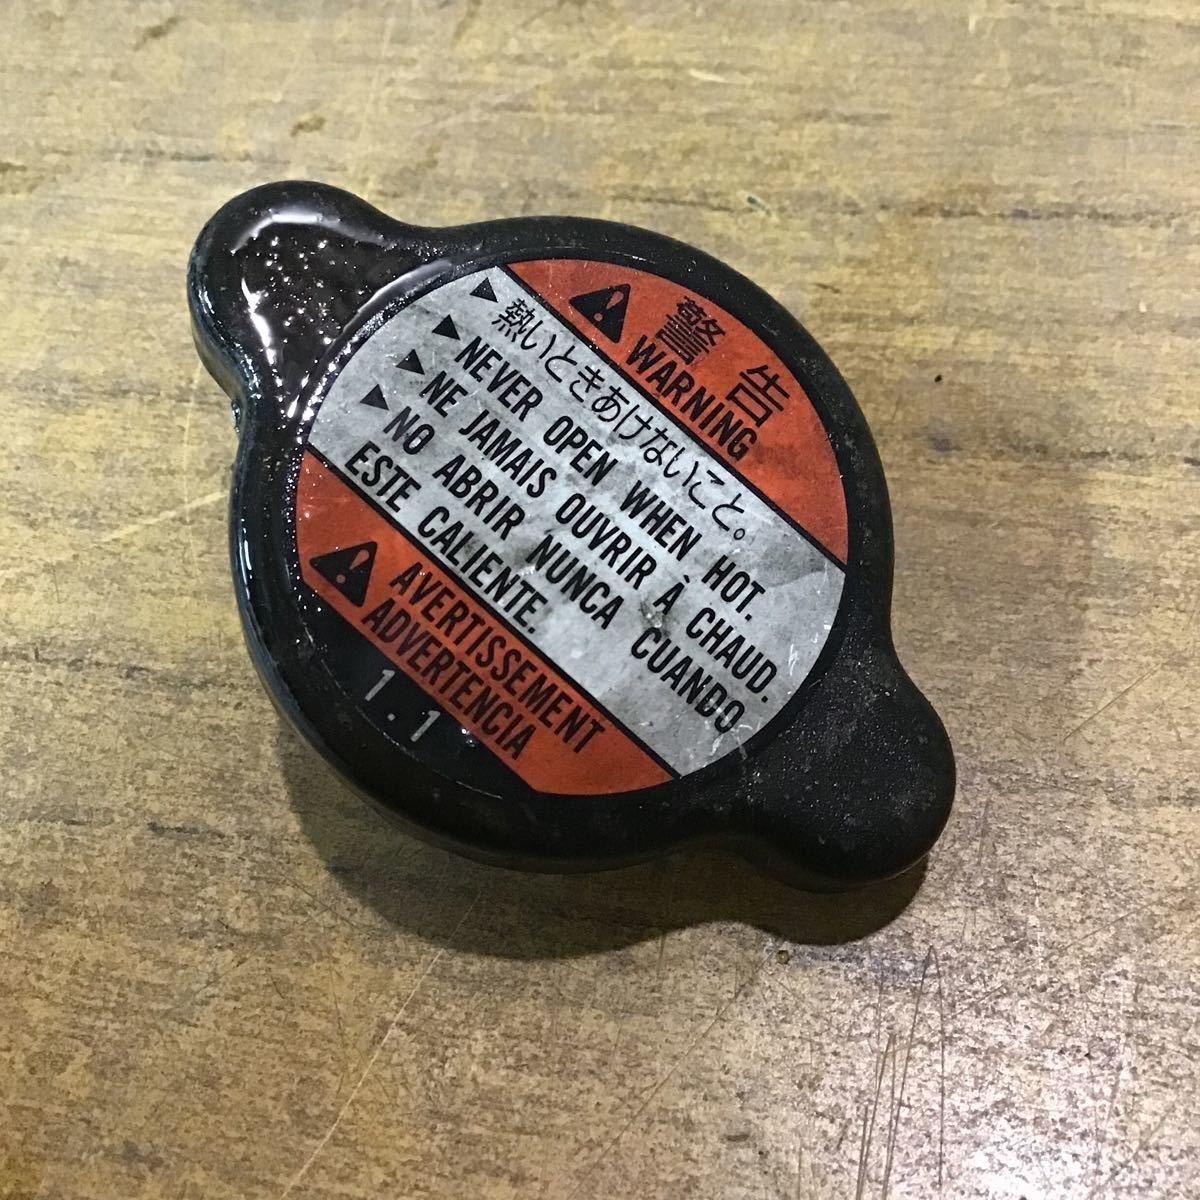 警告
WARNING
熱いときあけないこと。
NEVER OPEN WHEN HOT.
NE JAMAIS OUVRIR À CHAUD.
NO ABRIR NUNCA CUANDO
ESTE CALIENTE.
AVERTISSEMENT
ADVERTENCIA
1.1